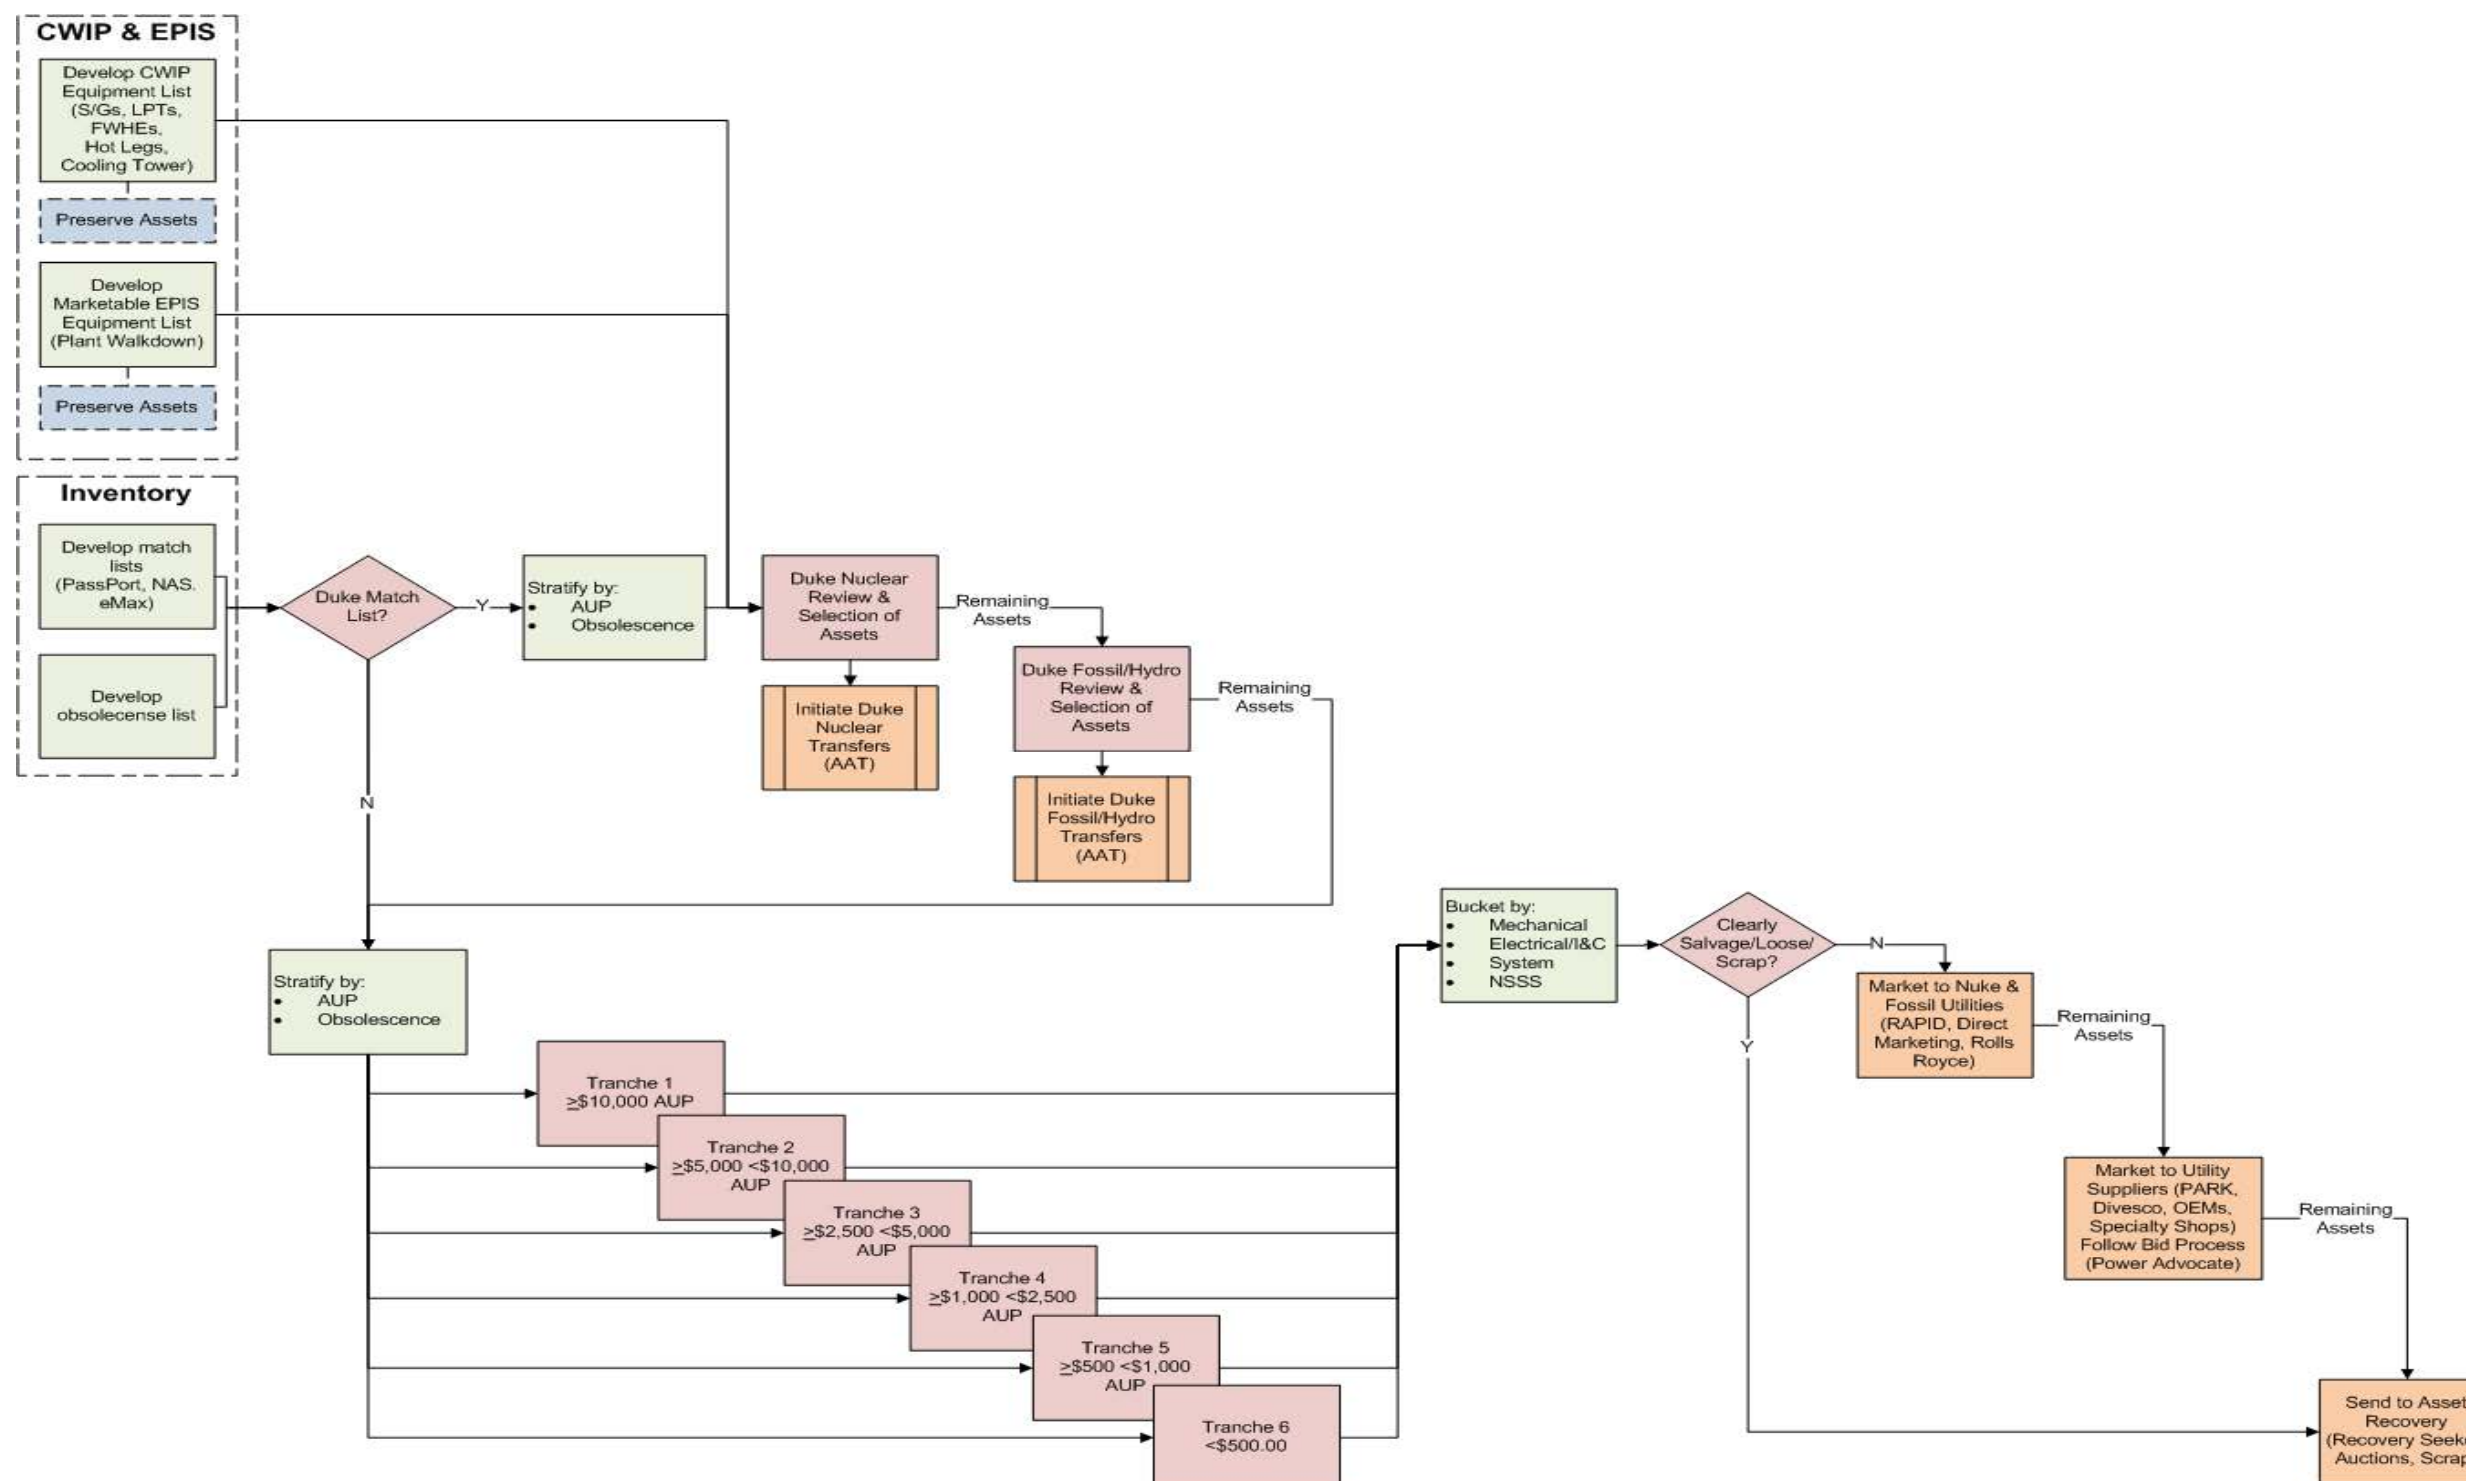 CWIP & EPIS
Develop CWIP
Equipment List
(S/Gs, LPTs,
FWHEs,
Hot Legs,
Cooling Tower)
Preserve Assets
Develop
Marketable EPIS
Equipment List
(Plant Walkdown)
Preserve Assets
Inventory
Develop match
lists
(PassPort, NAS.
eMax)
Develop
obsolecense list
Duke Match
List?
Y
N
Stratify by:
• AUP
• Obsolescence
Duke Nuclear
Review &
Selection of
Assets
Remaining
Assets
Initiate Duke
Nuclear
Transfers
(AAT)
Duke Fossil/Hydro
Review &
Selection of
Assets
Remaining
Assets
Initiate Duke
Fossil/Hydro
Transfers
(AAT)
Stratify by:
• AUP
• Obsolescence
Tranche 1
≥$10,000 AUP
Tranche 2
≥$5,000 <$10,000
AUP
Tranche 3
≥$2,500 <$5,000
AUP
Tranche 4
≥$1,000 <$2,500
AUP
Tranche 5
≥$500 <$1,000
AUP
Tranche 6
<$500.00
Bucket by:
• Mechanical
• Electrical/I&C
• System
• NSSS
Clearly
Salvage/Loose/
Scrap?
N
Y
Market to Nuke &
Fossil Utilities
(RAPID, Direct
Marketing, Rolls
Royce)
Remaining
Assets
Market to Utility
Suppliers (PARK,
Divesco, OEMs,
Specialty Shops)
Follow Bid Process
(Power Advocate)
Remaining
Assets
Send to Asset
Recovery
(Recovery
Auctions, Scrap